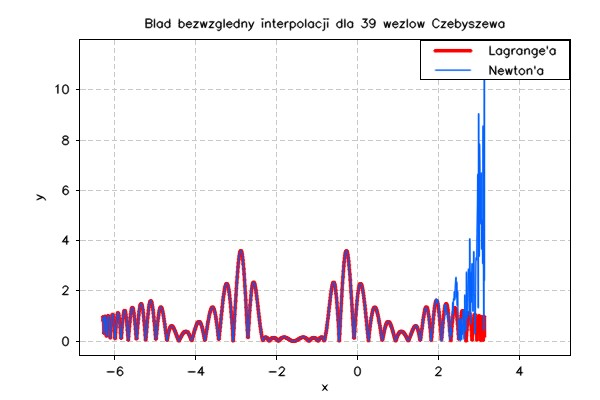 Blad bezwzgledny interpolacji dla 39 wezlow Czebyszewa
Lagrange'a
Newton'a
10
8
6
4
2
0
y
−6 −4 −2 0 2 4
x